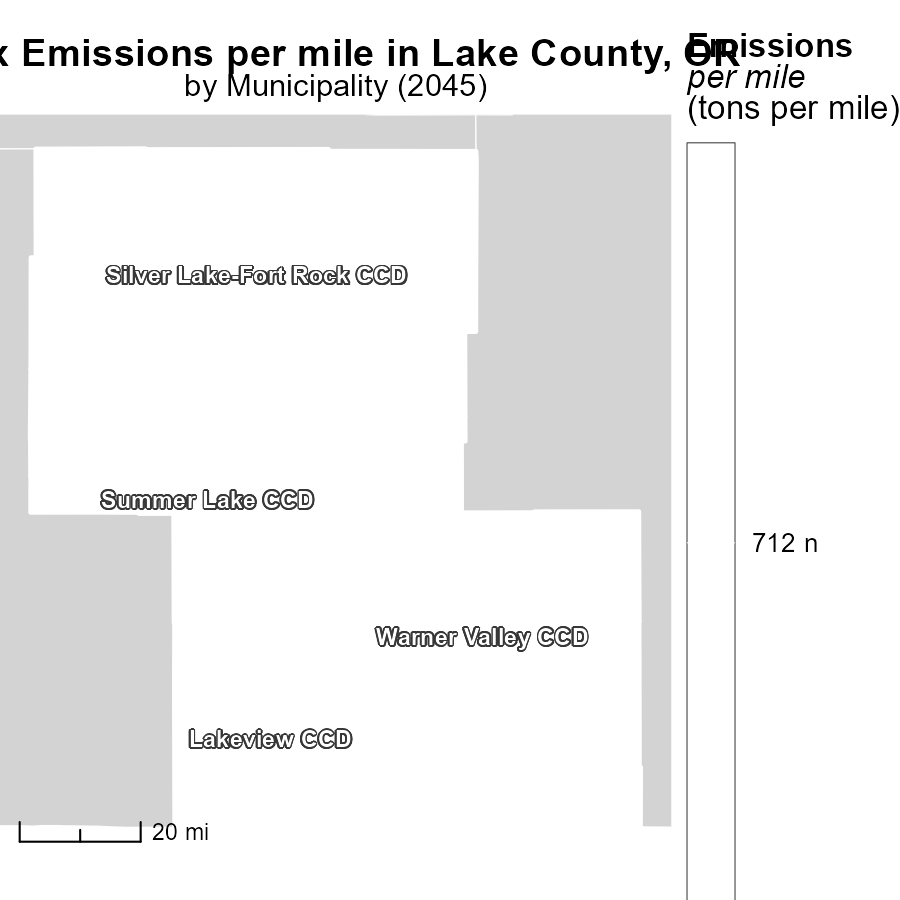 x Emissions per mile in Lake County, OR
by Municipality (2045)
Emissions
per mile
(tons per mile)
Silver Lake-Fort Rock CCD
Summer Lake CCD
712 n
Warner Valley CCD
Lakeview CCD
20 mi